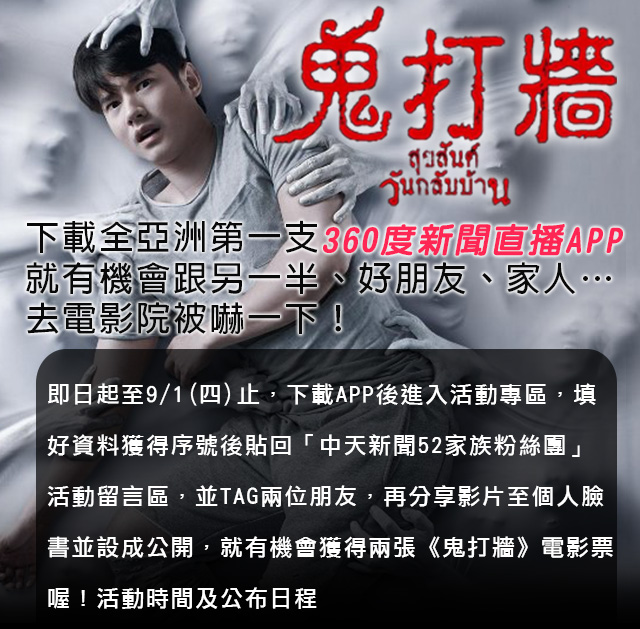 鬼打牆
สุขสันต์
วันกลับบ้าน
下載全亞洲第一支360度新聞直播APP
就有機會跟另一半、好朋友、家人…
去電影院被嚇一下！
即日起至9/1(四)止，下載APP後進入活動專區，填
好資料獲得序號後貼回「中天新聞52家族粉絲團」
活動留言區，並TAG兩位朋友，再分享影片至個人臉
書並設成公開，就有機會獲得兩張《鬼打牆》電影票
喔！活動時間及公布日程